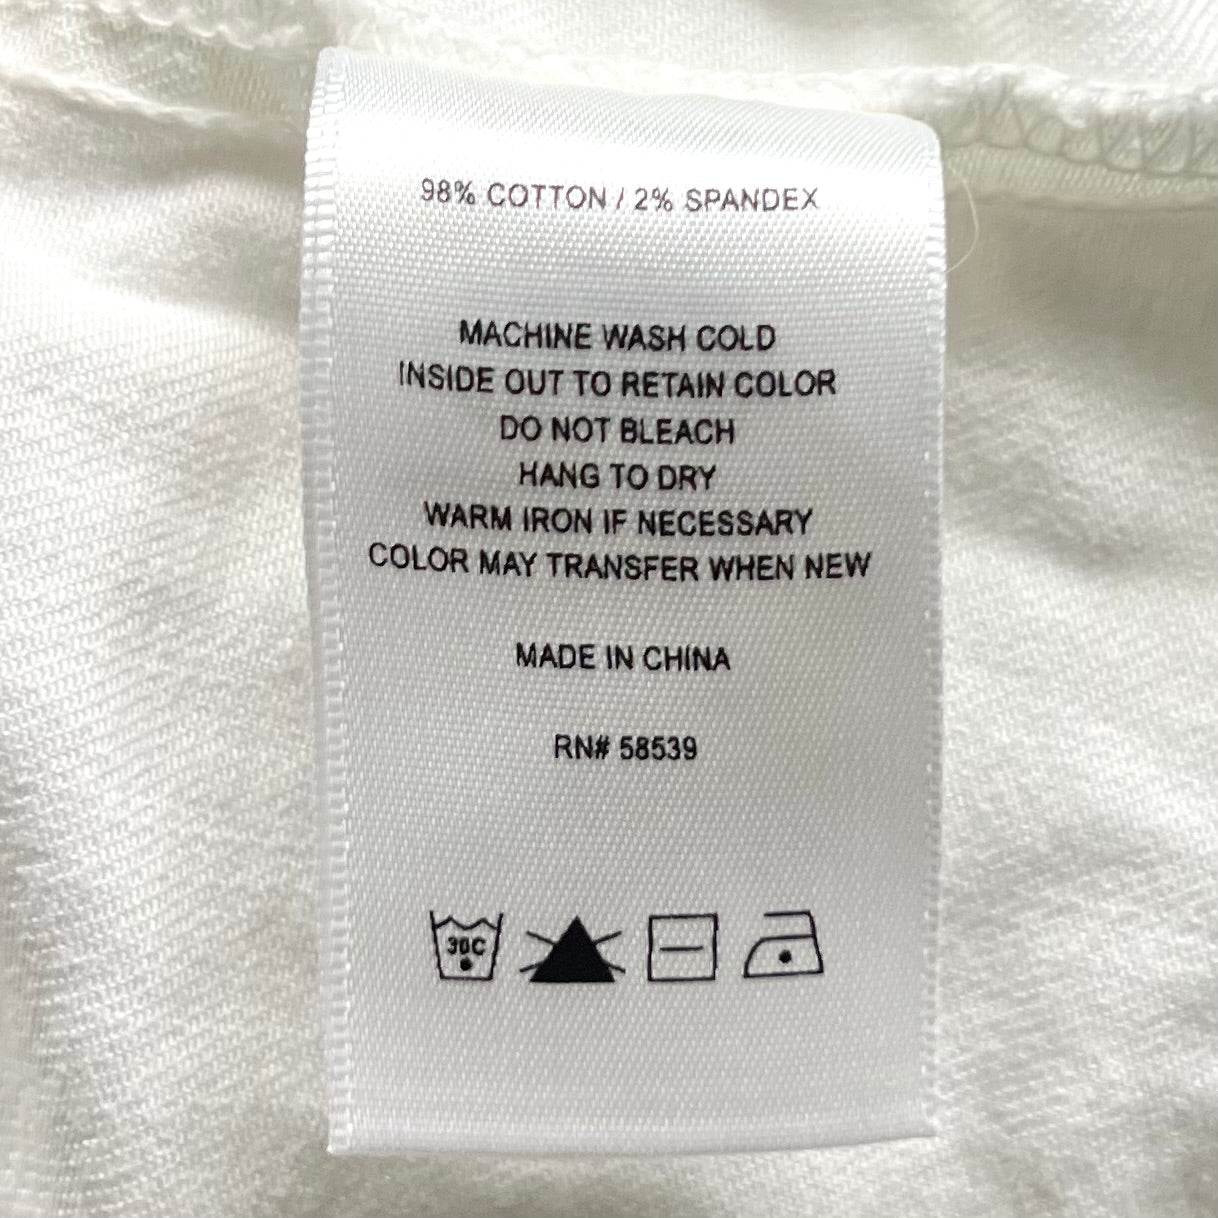 98% COTTON / 2% SPANDEX
MACHINE WASH COLD
INSIDE OUT TO RETAIN COLOR
DO NOT BLEACH
HANG TO DRY
WARM IRON IF NECESSARY
COLOR MAY TRANSFER WHEN NEW
MADE IN CHINA
RN# 58539
30C